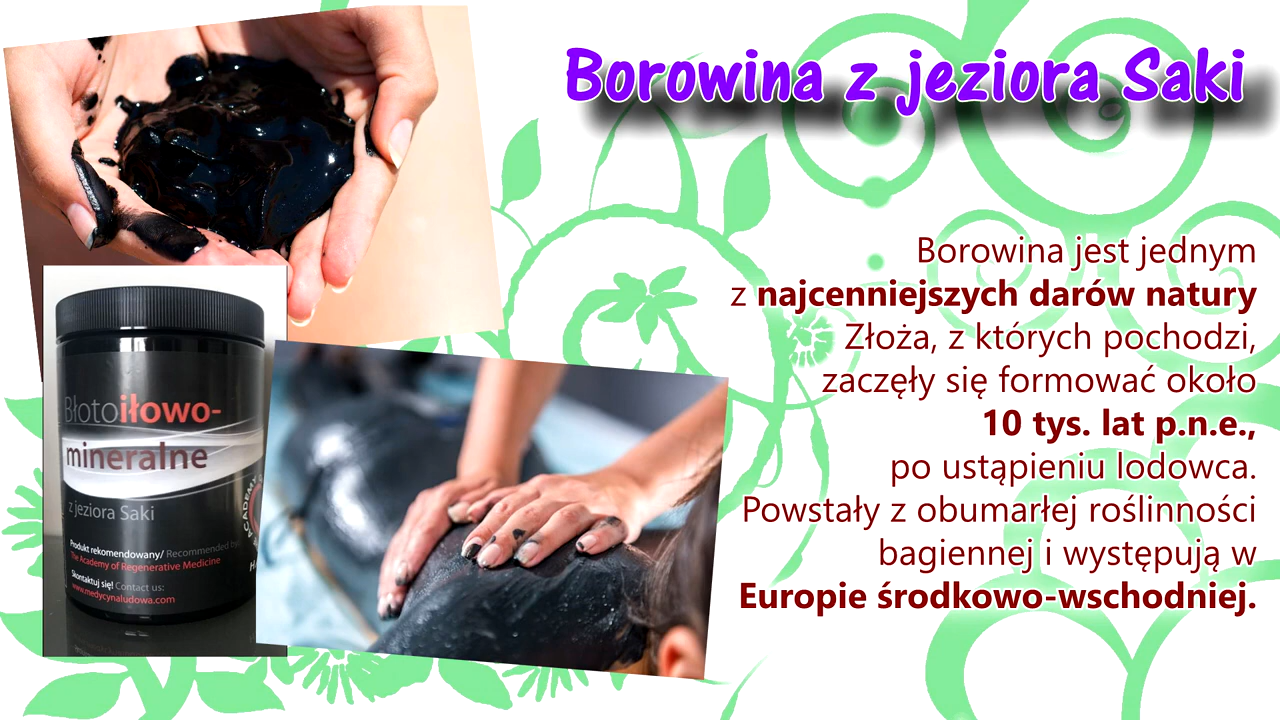 Borowina z jeziora Saki
Borowina jest jednym
z najcenniejszych darów natury
Złoża, z których pochodzi,
zaczęły się formować około
10 tys. lat p.n.e.,
po ustąpieniu lodowca.
Powstały z obumarłej roślinności
bagiennej i występują w
Europie środkowo-wschodniej.
Błotoiłowo-
mineralne
z jeziora Saki
Produkt rekomendowany/ Recommended by:
The Academy of Regenerative Medicine
Skontaktuj się! Contact us:
www.medycynaludowa.com
ACADEMY